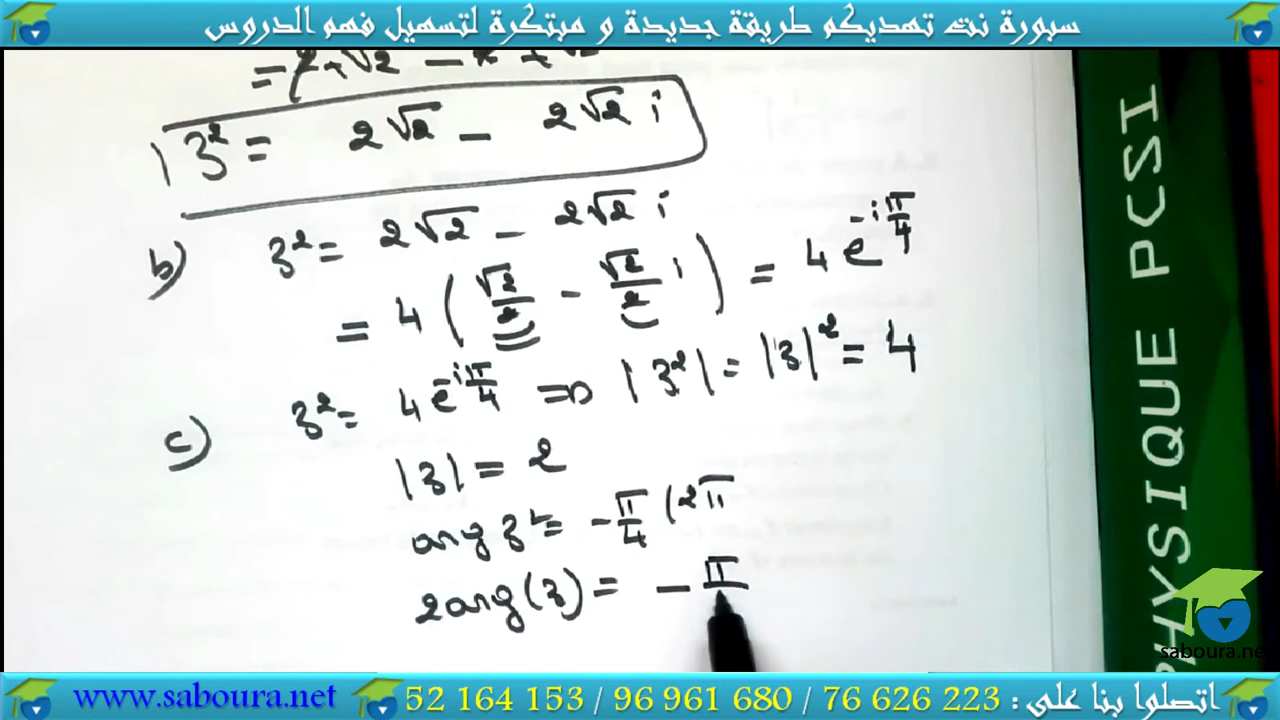 سبورة نت تهديكم طريقة جديدة و مبتكرة لتسهيل فهم الدروس
z² = 2√2 - 2√2 i
b) z² = 2√2 - 2√2 i
= 4 ( √2/2 - √2/2 i ) = 4 e^(-iπ/4)
c) z² = 4 e^(-iπ/4) => |z²| = |z|² = 4
|z| = 2
arg z² = -π/4 (2π
2 arg(z) = - π
PHYSIQUE PCSI
saboura.net
www.saboura.net 52 164 153 / 96 961 680 / 76 626 223 : اتصلوا بنا على